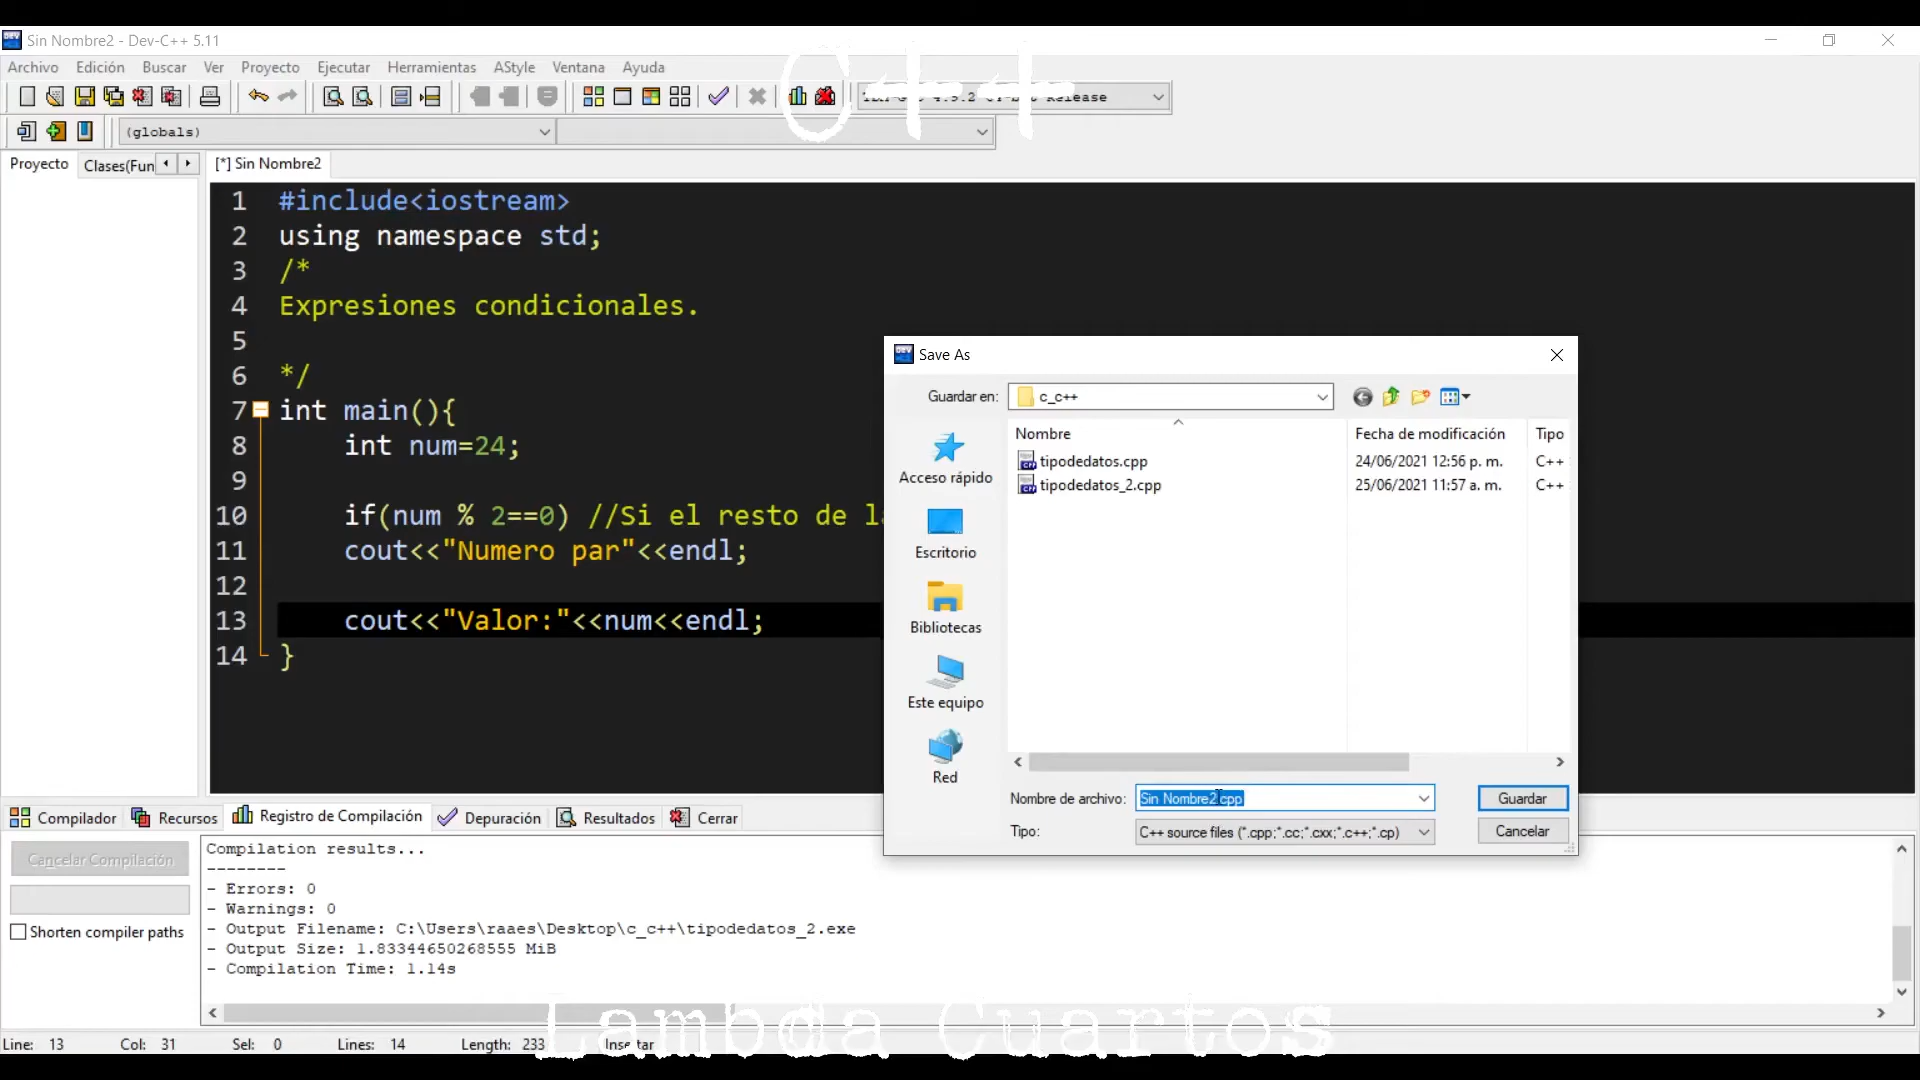 Sin Nombre2 - Dev-C++ 5.11
Archivo Edición Buscar Ver Proyecto Ejecutar Herramientas AStyle Ventana Ayuda
C++
Release
(globals)
Proyecto Clases(Fun [*] Sin Nombre2
1 #include<iostream>
2 using namespace std;
3 /*
4 Expresiones condicionales.
5
6 */
7 int main(){
8 int num=24;
9
10 if(num % 2==0) //Si el resto de l
11 cout<<"Numero par"<<endl;
12
13 cout<<"Valor:"<<num<<endl;
14 }
Save As
Guardar en: c_c++
Nombre Fecha de modificación Tipo
tipodedatos.cpp 24/06/2021 12:56 p. m. C++
tipodedatos_2.cpp 25/06/2021 11:57 a. m. C++
Acceso rápido
Escritorio
Bibliotecas
Este equipo
Red
Nombre de archivo: Sin Nombre2.cpp Guardar
Tipo: C++ source files (*.cpp;*.cc;*.cxx;*.c++;*.cp) Cancelar
Compilador Recursos Registro de Compilación Depuración Resultados Cerrar
Cancelar Compilación
Shorten compiler paths
Compilation results...
--------
- Errors: 0
- Warnings: 0
- Output Filename: C:\Users\raaes\Desktop\c_c++\tipodedatos_2.exe
- Output Size: 1.83344650268555 MiB
- Compilation Time: 1.14s
Lambda Cuartos
Line: 13 Col: 31 Sel: 0 Lines: 14 Length: 233 Insertar